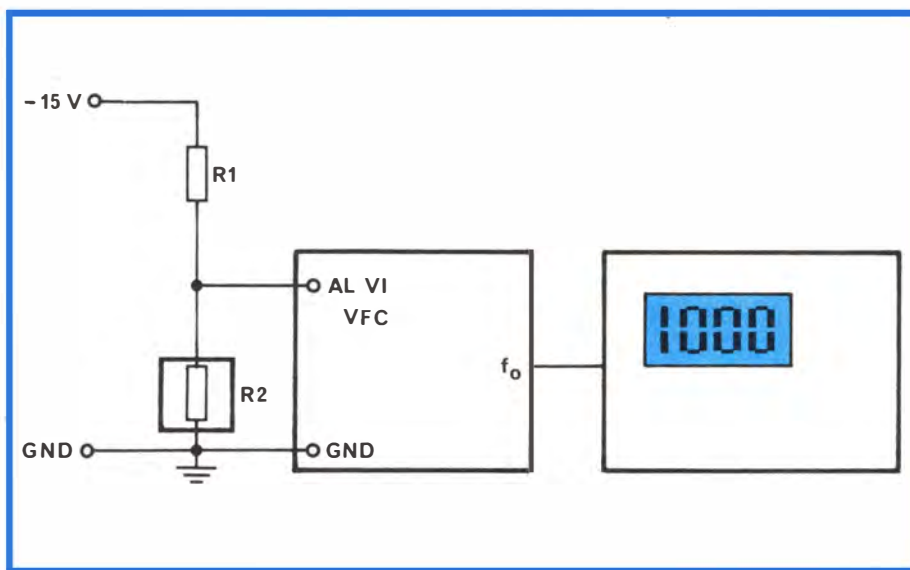 -15 V
R1
AL VI
VFC
1000
f₀
R2
GND
GND